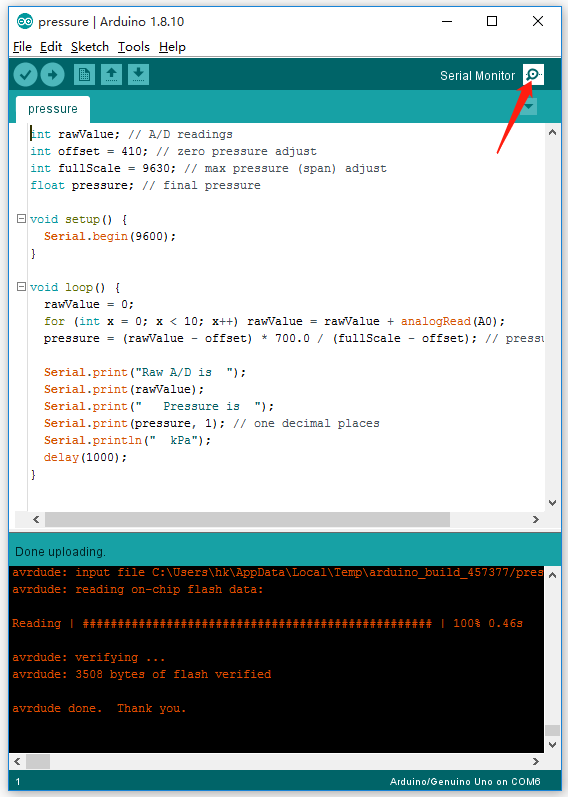 pressure | Arduino 1.8.10
File Edit Sketch Tools Help
Serial Monitor
pressure
int rawValue; // A/D readings
int offset = 410; // zero pressure adjust
int fullScale = 9630; // max pressure (span) adjust
float pressure; // final pressure
void setup() {
Serial.begin(9600);
}
void loop() {
rawValue = 0;
for (int x = 0; x < 10; x++) rawValue = rawValue + analogRead(A0);
pressure = (rawValue - offset) * 700.0 / (fullScale - offset); // pressu
Serial.print("Raw A/D is  ");
Serial.print(rawValue);
Serial.print("   Pressure is  ");
Serial.print(pressure, 1); // one decimal places
Serial.println("  kPa");
delay(1000);
}
Done uploading.
avrdude: input file C:\Users\hk\AppData\Local\Temp\arduino_build_457377/pres
avrdude: reading on-chip flash data:
Reading | ################################################## | 100% 0.46s
avrdude: verifying ...
avrdude: 3508 bytes of flash verified
avrdude done.  Thank you.
1
Arduino/Genuino Uno on COM6